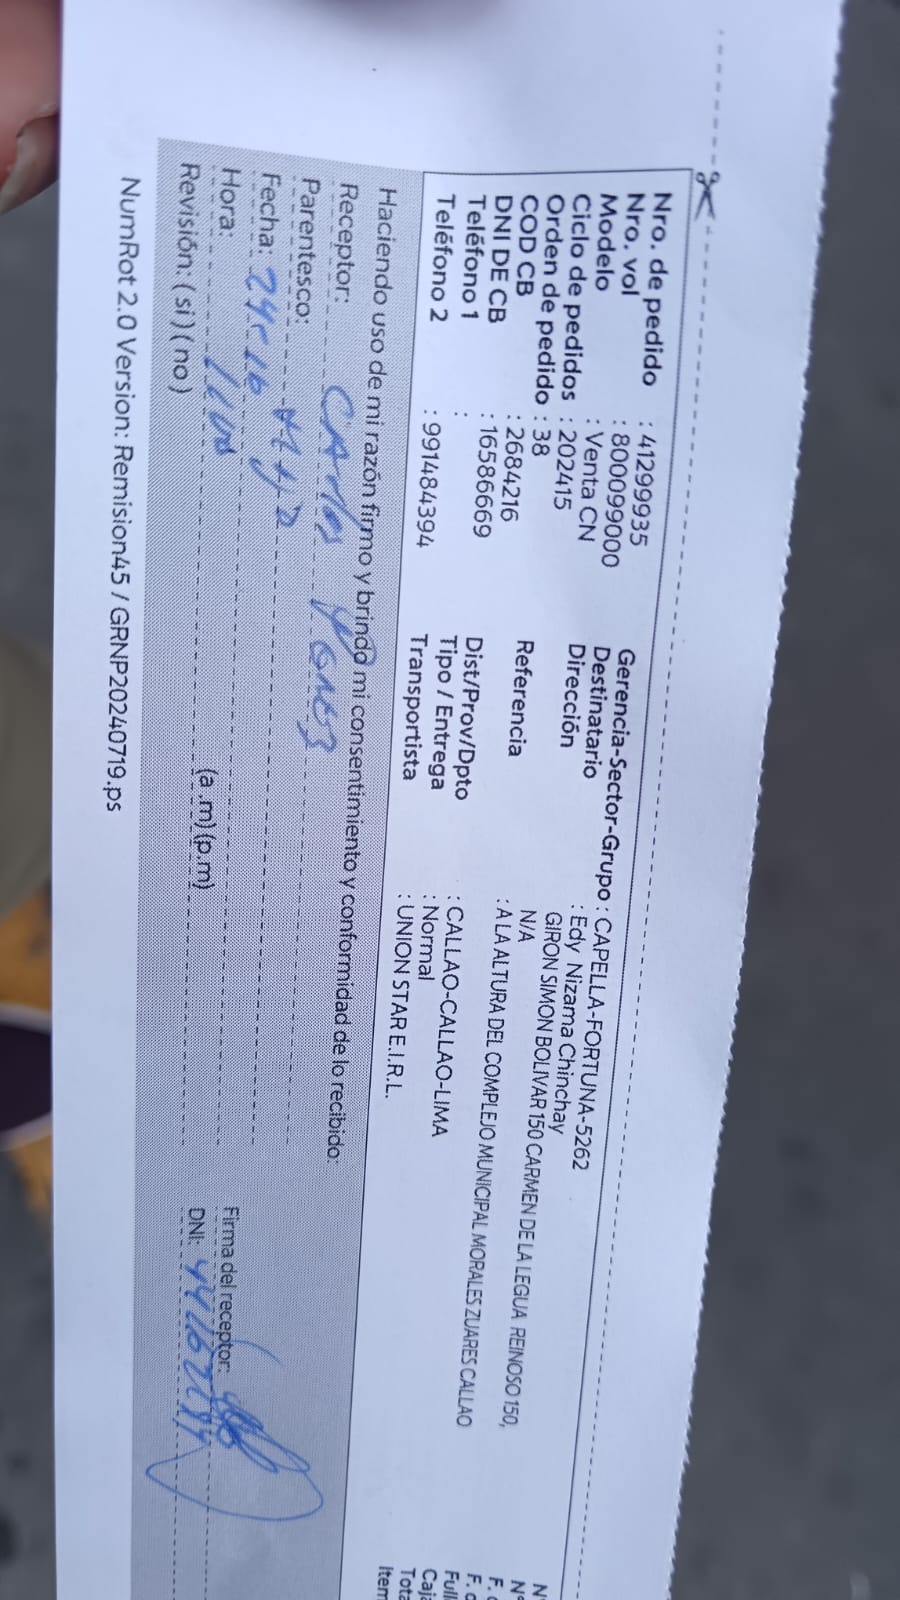 Nro. de pedido : 41299935
Nro. vol : 800099000
Modelo : Venta CN
Ciclo de pedidos : 202415
Orden de pedido : 38
COD CB : 2684216
DNI DE CB : 16586669
Teléfono 1 :
Teléfono 2 : 991484394
Gerencia-Sector-Grupo : CAPELLA-FORTUNA-5262
Destinatario : Edy Nizama Chinchay
Dirección GIRON SIMON BOLIVAR 150 CARMEN DE LA LEGUA REINOSO 150,
N/A
Referencia : A LA ALTURA DEL COMPLEJO MUNICIPAL MORALES ZUARES CALLAO
Dist/Prov/Dpto : CALLAO-CALLAO-LIMA
Tipo / Entrega : Normal
Transportista : UNION STAR E.I.R.L.
N
N°
F.
F. c
Full
Caj
Tota
Item
Haciendo uso de mi razón firmo y brindo mi consentimiento y conformidad de lo recibido:
Receptor: Carlos
Parentesco:
Fecha:
Hora: (a .m) (p.m)
Revisión: ( si ) ( no )
Firma del receptor:
DNI:
NumRot 2.0 Version: Remision45 / GRNP20240719.ps